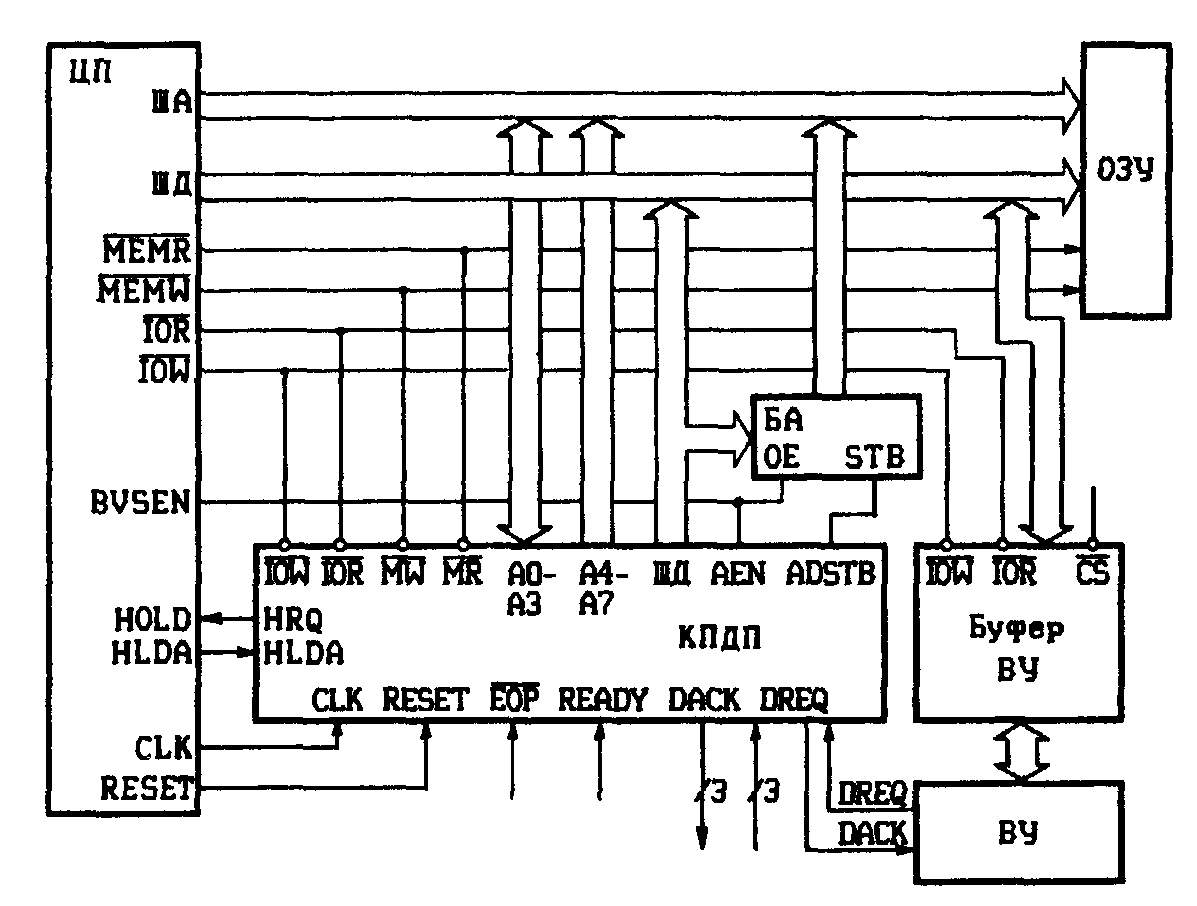 ЦП
ША
ШД
MEMR
MEMW
IOR
IOW
BVSEN
HOLD
HLDA
CLK
RESET
ОЗУ
БА
OE STB
IOW IOR MW MR A0- A4- ШД AEN ADSTB
A3 A7
HRQ
HLDA
КПДП
CLK RESET EOP READY DACK DREQ
/3 /3
IOW IOR CS
Буфер
ВУ
DREQ
DACK
ВУ